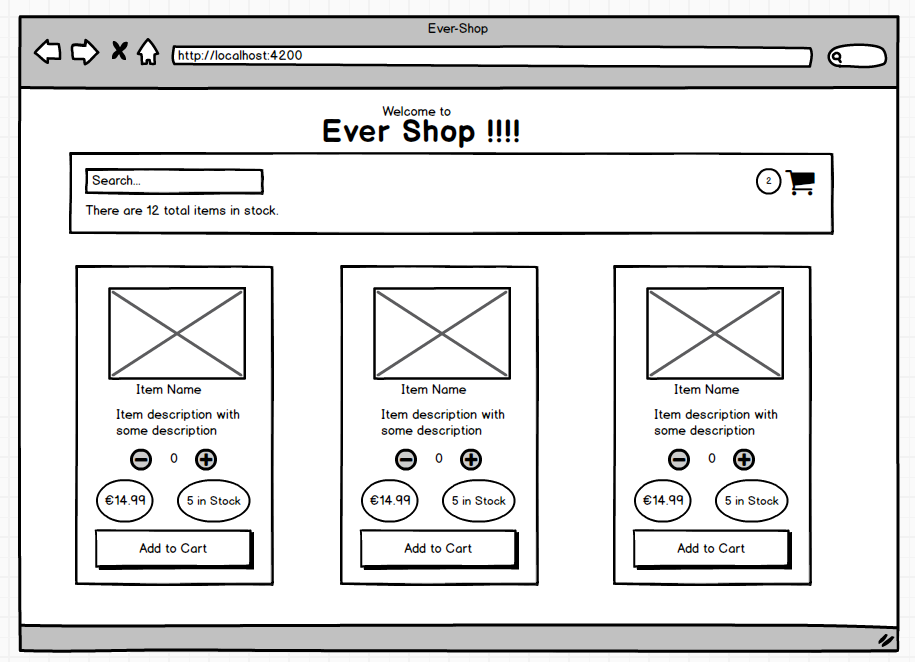 Ever-Shop
http://localhost:4200
Welcome to
Ever Shop !!!!
Search...
2
There are 12 total items in stock.
Item Name
Item description with
some description
0
€14.99
5 in Stock
Add to Cart
Item Name
Item description with
some description
0
€14.99
5 in Stock
Add to Cart
Item Name
Item description with
some description
0
€14.99
5 in Stock
Add to Cart